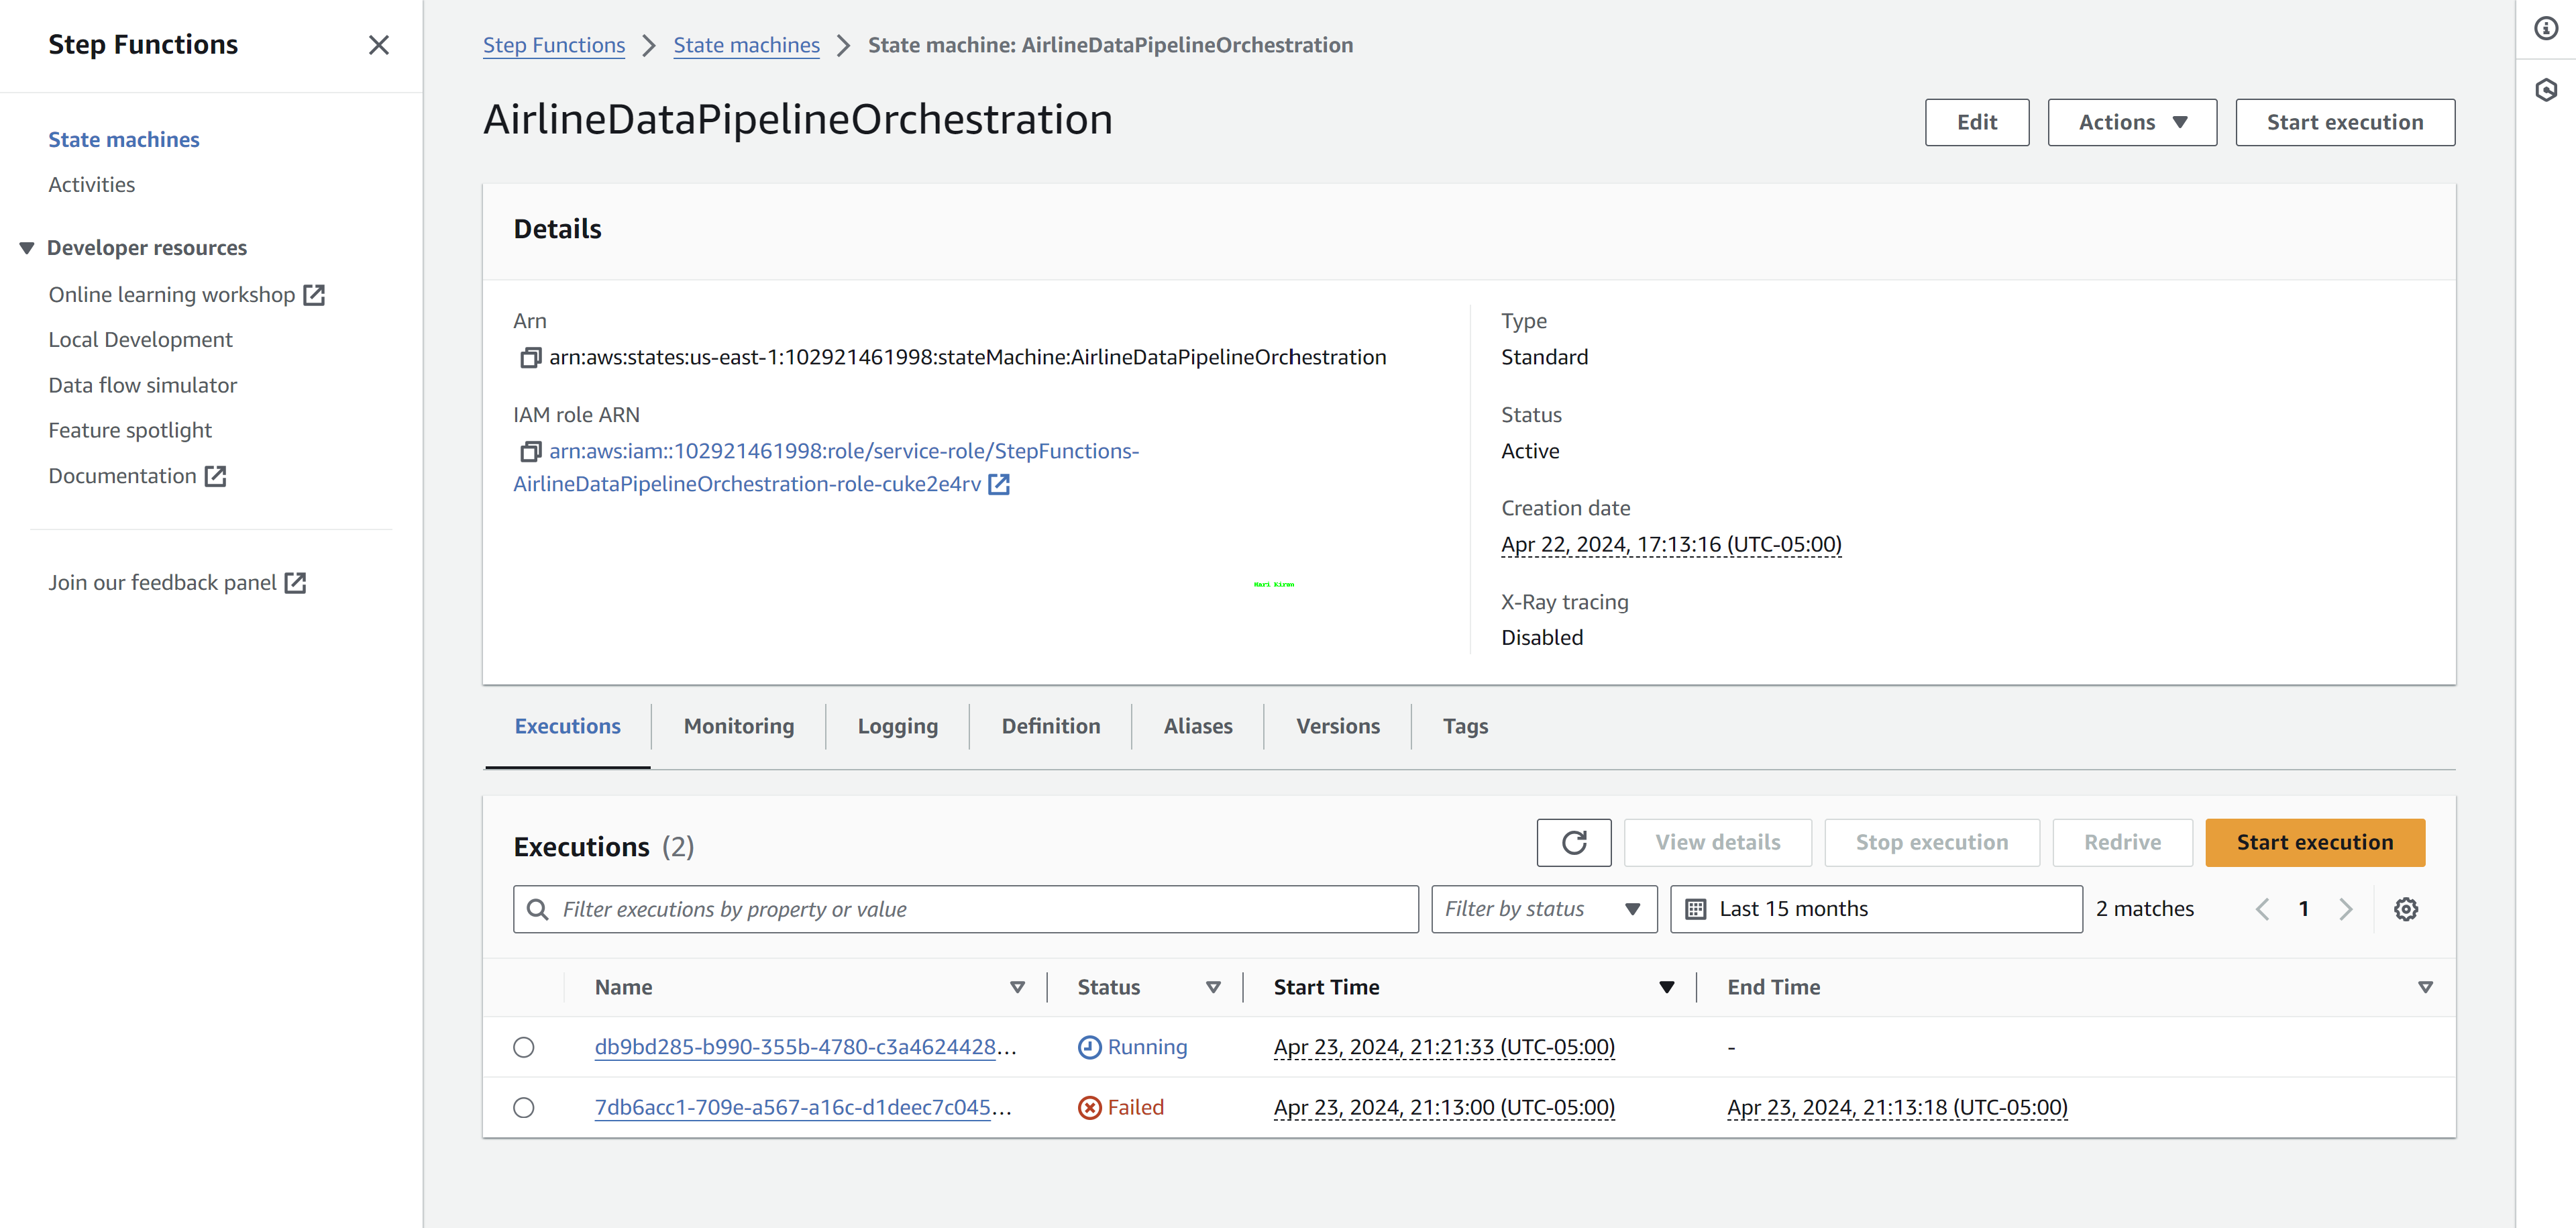 Step Functions
State machines
Activities
Developer resources
Online learning workshop
Local Development
Data flow simulator
Feature spotlight
Documentation
Join our feedback panel
Step Functions > State machines > State machine: AirlineDataPipelineOrchestration
AirlineDataPipelineOrchestration
Edit
Actions
Start execution
Details
Arn
arn:aws:states:us-east-1:102921461998:stateMachine:AirlineDataPipelineOrchestration
IAM role ARN
arn:aws:iam::102921461998:role/service-role/StepFunctions-
AirlineDataPipelineOrchestration-role-cuke2e4rv
Hari Kiran
Type
Standard
Status
Active
Creation date
Apr 22, 2024, 17:13:16 (UTC-05:00)
X-Ray tracing
Disabled
Executions Monitoring Logging Definition Aliases Versions Tags
Executions (2)
View details
Stop execution
Redrive
Start execution
Filter executions by property or value
Filter by status
Last 15 months
2 matches
1
Name Status Start Time End Time
db9bd285-b990-355b-4780-c3a4624428... Running Apr 23, 2024, 21:21:33 (UTC-05:00) -
7db6acc1-709e-a567-a16c-d1deec7c045... Failed Apr 23, 2024, 21:13:00 (UTC-05:00) Apr 23, 2024, 21:13:18 (UTC-05:00)